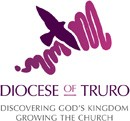 DIOCESE OF TRURO
DISCOVERING GOD'S KINGDOM
GROWING THE CHURCH